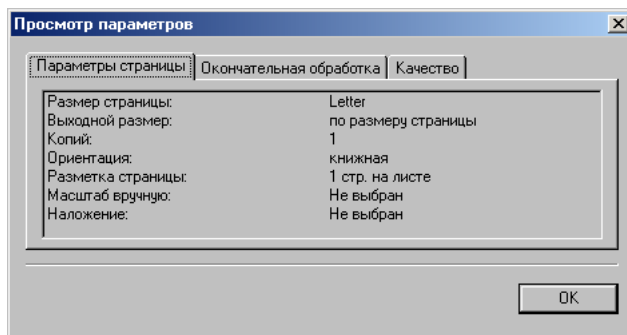 Просмотр параметров
Параметры страницы Окончательная обработка Качество
Размер страницы: Letter
Выходной размер: по размеру страницы
Копий: 1
Ориентация: книжная
Разметка страницы: 1 стр. на листе
Масштаб вручную: Не выбран
Наложение: Не выбран
OK